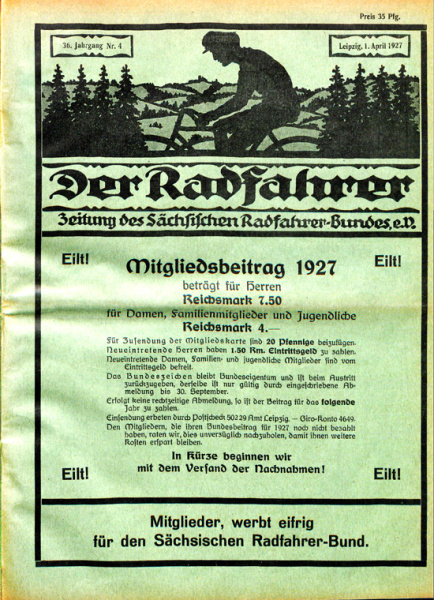 Preis 35 Pfg.
36. Jahrgang Nr. 4
Leipzig, 1. April 1927
Der Radfahrer
Zeitung des Sächsischen Radfahrer-Bundes, e.V.
Eilt!
Eilt!
Mitgliedsbeitrag 1927
beträgt für Herren
Reichsmark 7.50
für Damen, Familienmitglieder und Jugendliche
Reichsmark 4.—
Für Zusendung der Mitgliedskarte sind 20 Pfennige beizufügen.
Neueintretende Herren haben 1.50 Rm. Eintrittsgeld zu zahlen.
Neueintretende Damen, Familien- und jugendliche Mitglieder sind vom
Eintrittsgeld befreit.
Das Bundeszeichen bleibt Bundeseigentum und ist beim Austritt
zurückzugeben, derselbe ist nur gültig durch eingeschriebene Ab-
meldung bis 30. September.
Erfolgt keine rechtzeitige Abmeldung, so ist der Beitrag für das folgende
Jahr zu zahlen.
Einsendung erbeten durch Postscheck 50229 Amt Leipzig. — Giro-Konto 4649.
Den Mitgliedern, die ihren Bundesbeitrag für 1927 noch nicht bezahlt
haben, raten wir, dies unverzüglich nachzuholen, damit ihnen weitere
Kosten erspart bleiben.
In Kürze beginnen wir
mit dem Versand der Nachnahmen!
Eilt!
Eilt!
Mitglieder, werbt eifrig
für den Sächsischen Radfahrer-Bund.